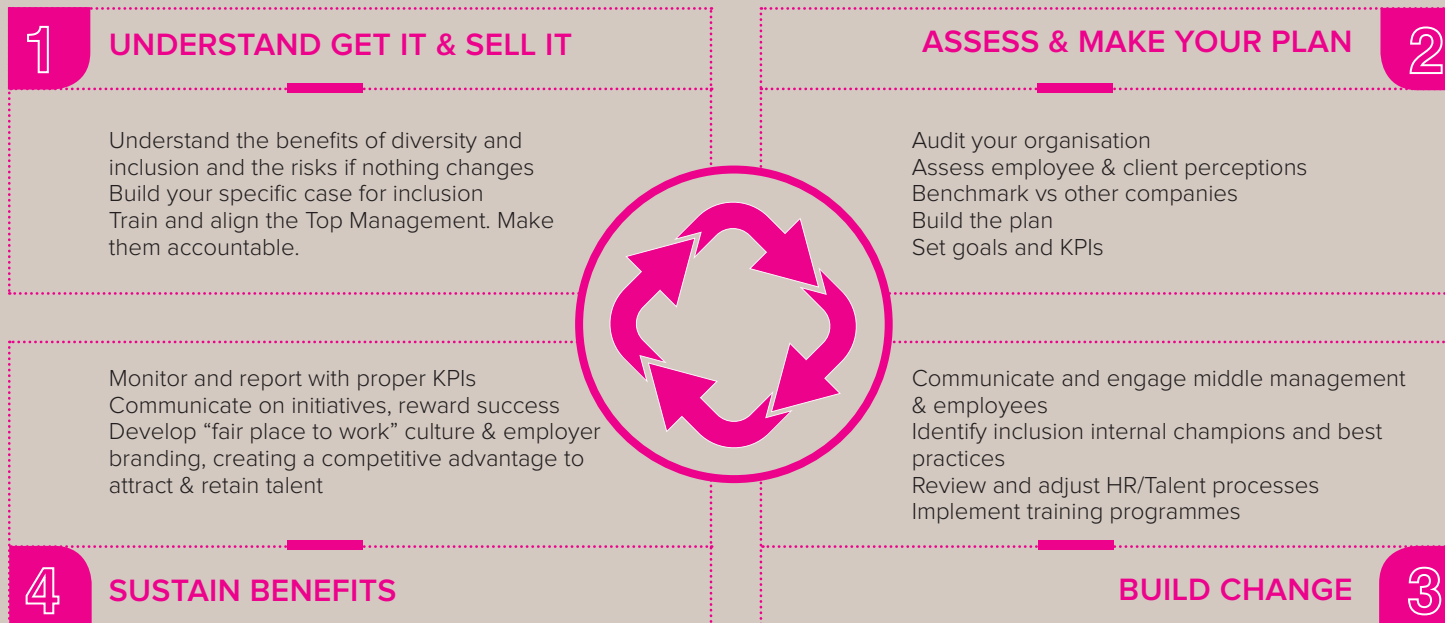 1
UNDERSTAND GET IT & SELL IT
Understand the benefits of diversity and
inclusion and the risks if nothing changes
Build your specific case for inclusion
Train and align the Top Management. Make
them accountable.
ASSESS & MAKE YOUR PLAN
2
Audit your organisation
Assess employee & client perceptions
Benchmark vs other companies
Build the plan
Set goals and KPIs
Communicate and engage middle management
& employees
Identify inclusion internal champions and best
practices
Review and adjust HR/Talent processes
Implement training programmes
BUILD CHANGE
3
Monitor and report with proper KPIs
Communicate on initiatives, reward success
Develop “fair place to work” culture & employer
branding, creating a competitive advantage to
attract & retain talent
4
SUSTAIN BENEFITS